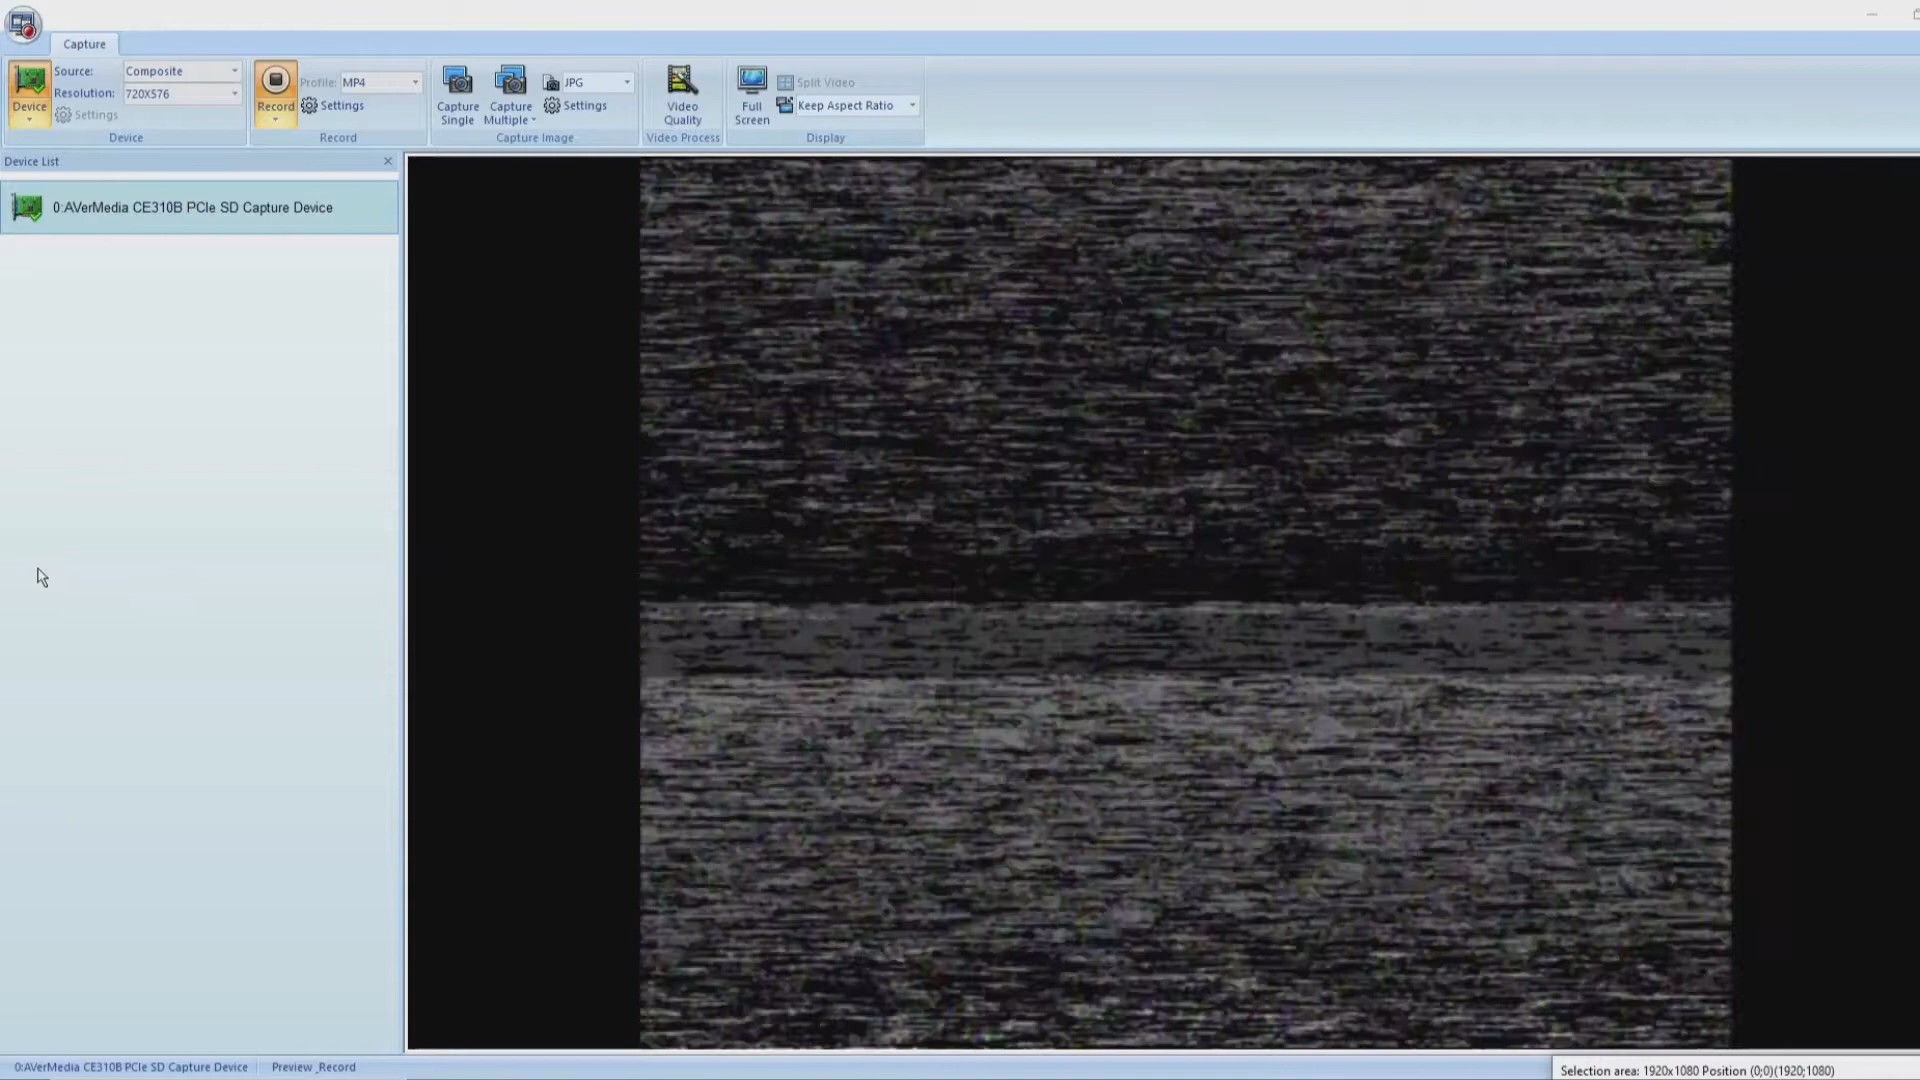 Capture
Source: Composite
Resolution: 720X576
Settings
Device
Device
Profile: MP4
Settings
Record
Record
JPG
Settings
Capture Single
Capture Multiple
Capture Image
Video Quality
Video Process
Full Screen
Split Video
Keep Aspect Ratio
Display
Device List
0:AVerMedia CE310B PCIe SD Capture Device
0:AVerMedia CE310B PCIe SD Capture Device
Preview _Record
Selection area: 1920x1080 Position (0;0)(1920;1080)